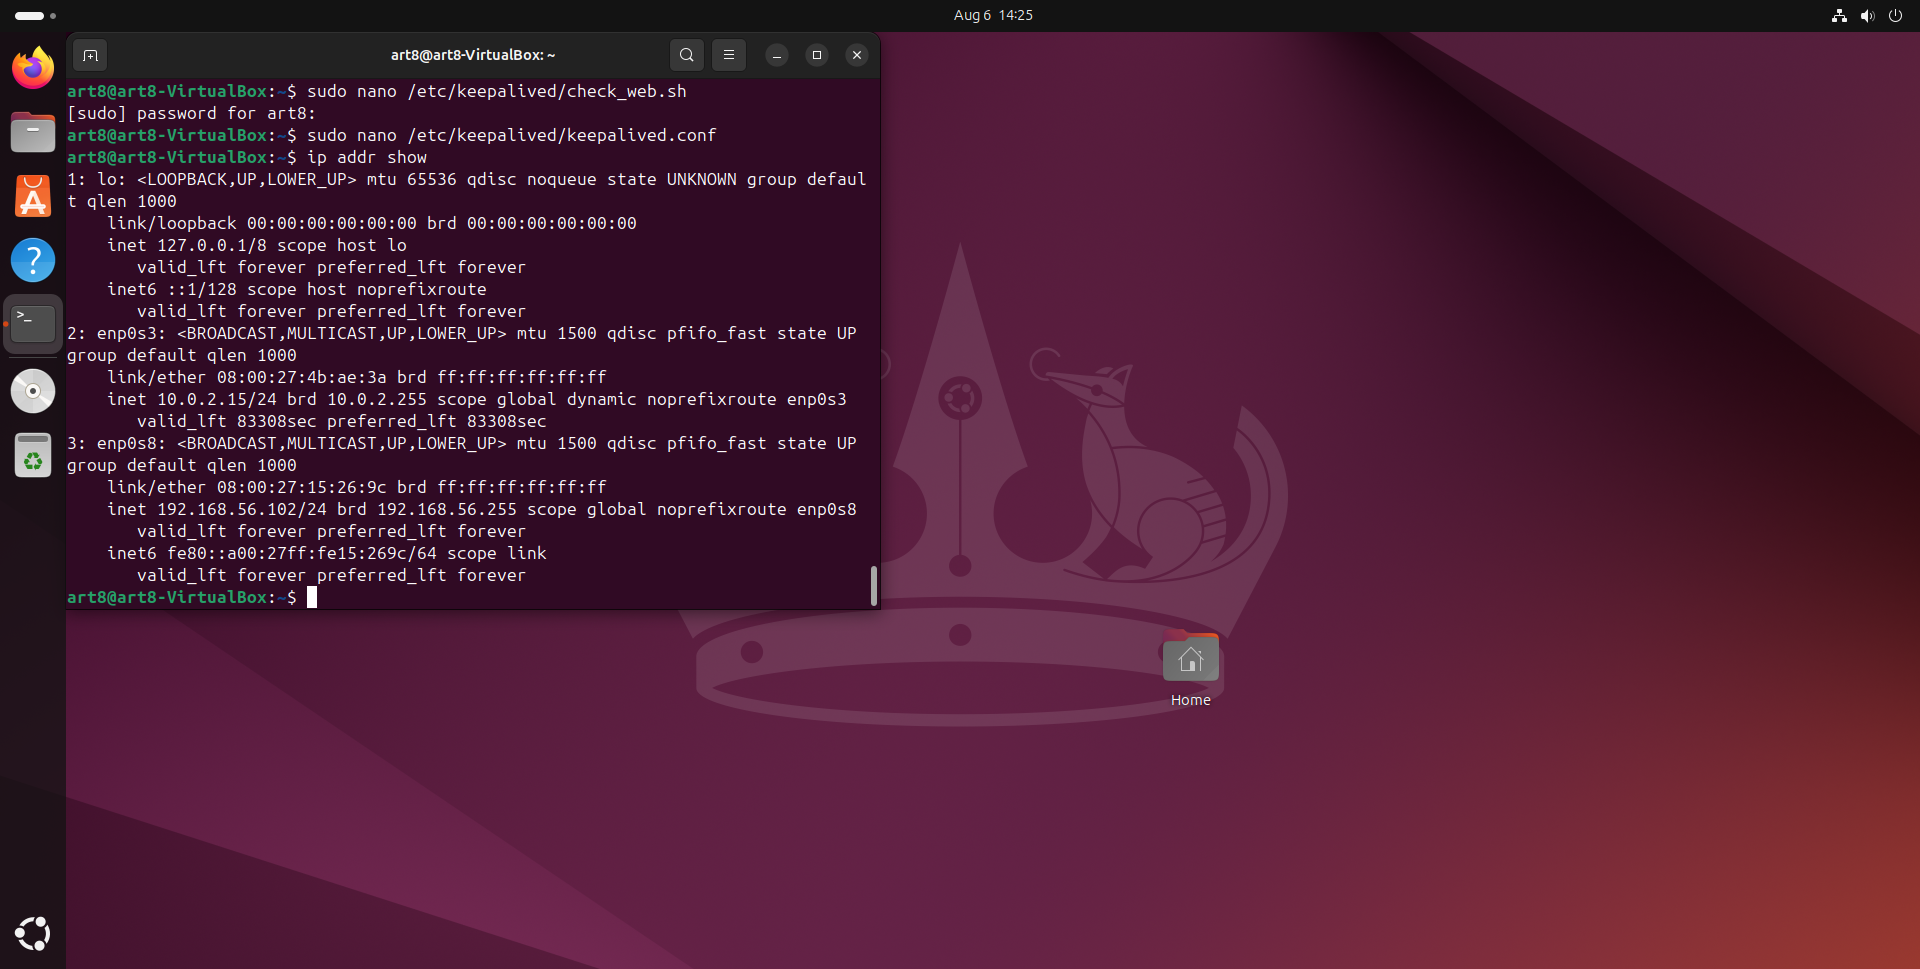 Aug 6 14:25
art8@art8-VirtualBox: ~
art8@art8-VirtualBox:~$ sudo nano /etc/keepalived/check_web.sh
[sudo] password for art8:
art8@art8-VirtualBox:~$ sudo nano /etc/keepalived/keepalived.conf
art8@art8-VirtualBox:~$ ip addr show
1: lo: <LOOPBACK,UP,LOWER_UP> mtu 65536 qdisc noqueue state UNKNOWN group defaul
t qlen 1000
    link/loopback 00:00:00:00:00:00 brd 00:00:00:00:00:00
    inet 127.0.0.1/8 scope host lo
       valid_lft forever preferred_lft forever
    inet6 ::1/128 scope host noprefixroute
       valid_lft forever preferred_lft forever
2: enp0s3: <BROADCAST,MULTICAST,UP,LOWER_UP> mtu 1500 qdisc pfifo_fast state UP
group default qlen 1000
    link/ether 08:00:27:4b:ae:3a brd ff:ff:ff:ff:ff:ff
    inet 10.0.2.15/24 brd 10.0.2.255 scope global dynamic noprefixroute enp0s3
       valid_lft 83308sec preferred_lft 83308sec
3: enp0s8: <BROADCAST,MULTICAST,UP,LOWER_UP> mtu 1500 qdisc pfifo_fast state UP
group default qlen 1000
    link/ether 08:00:27:15:26:9c brd ff:ff:ff:ff:ff:ff
    inet 192.168.56.102/24 brd 192.168.56.255 scope global noprefixroute enp0s8
       valid_lft forever preferred_lft forever
    inet6 fe80::a00:27ff:fe15:269c/64 scope link
       valid_lft forever preferred_lft forever
art8@art8-VirtualBox:~$
Home